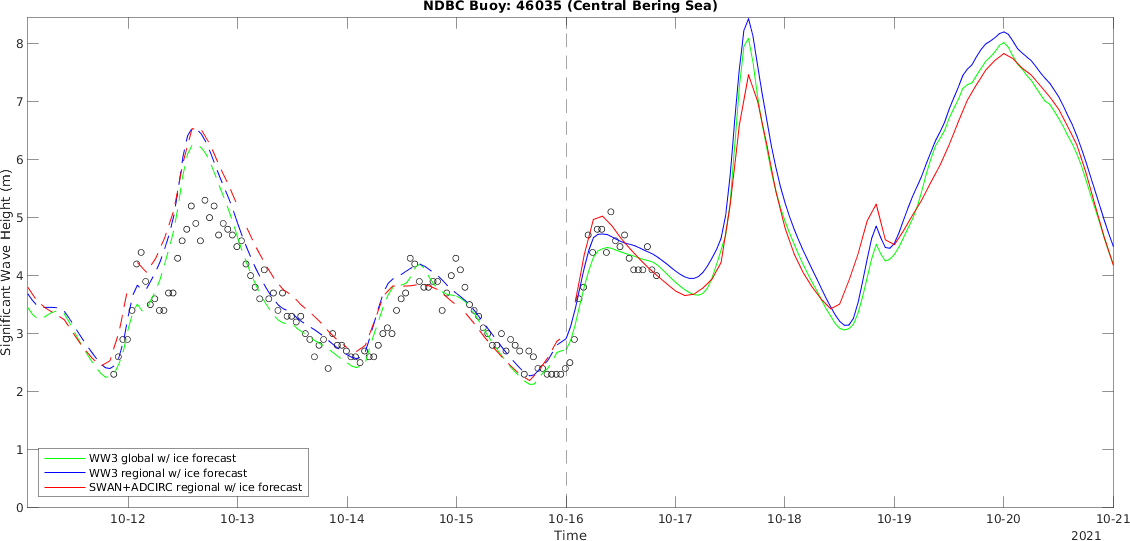 NDBC Buoy: 46035 (Central Bering Sea)
Significant Wave Height (m)
8
7
6
5
4
3
2
1
0
WW3 global w/ ice forecast
WW3 regional w/ ice forecast
SWAN+ADCIRC regional w/ ice forecast
10-12 10-13 10-14 10-15 10-16 10-17 10-18 10-19 10-20 10-21
Time
2021